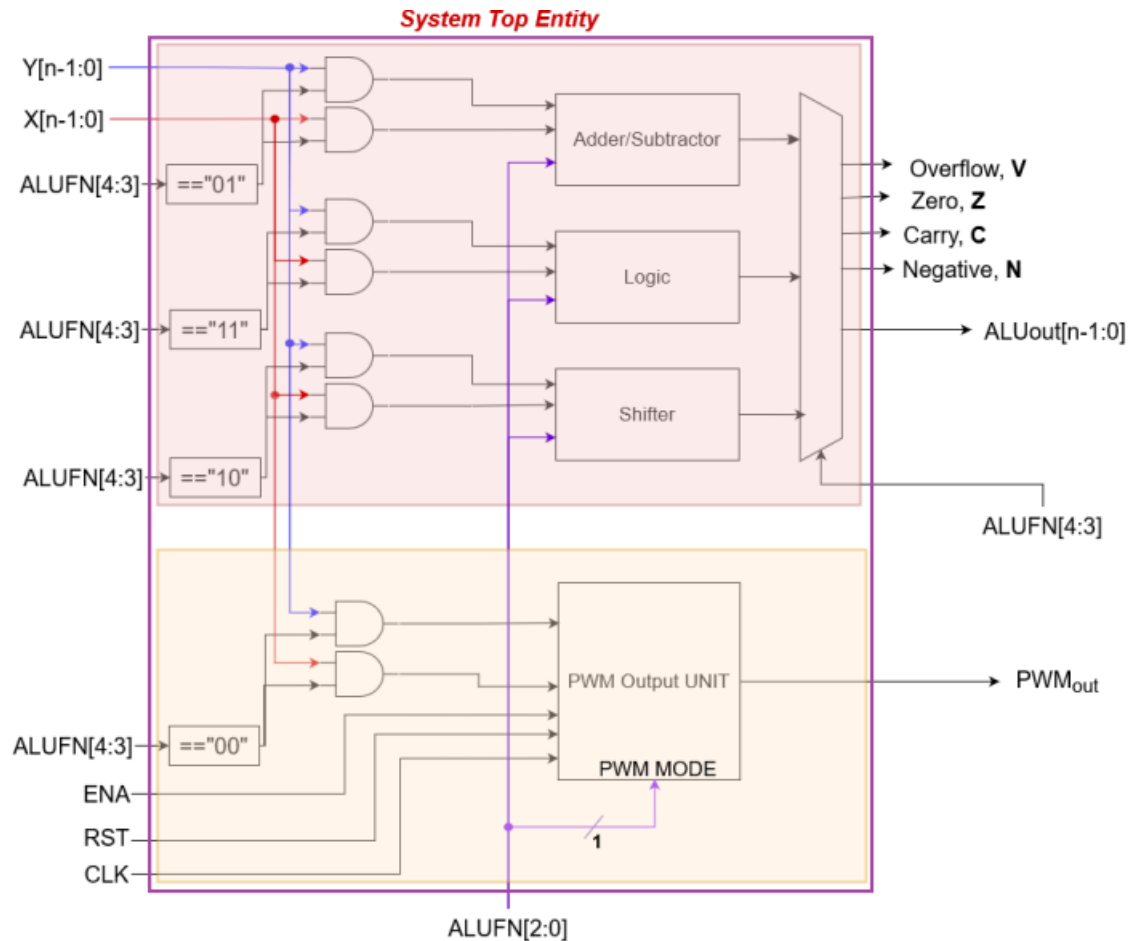 System Top Entity
Y[n-1:0]
X[n-1:0]
ALUFN[4:3]
=="01"
Adder/Subtractor
Overflow, V
Zero, Z
Carry, C
Negative, N
Logic
ALUFN[4:3]
=="11"
ALUout[n-1:0]
Shifter
ALUFN[4:3]
=="10"
ALUFN[4:3]
PWM Output UNIT
PWMout
ALUFN[4:3]
=="00"
PWM MODE
ENA
RST
1
CLK
ALUFN[2:0]